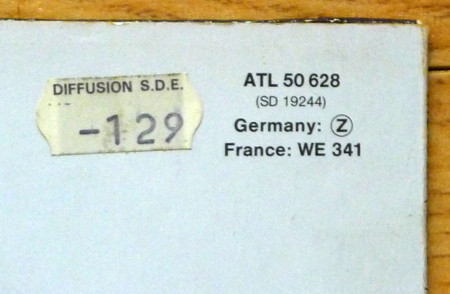 DIFFUSION S.D.E.
-129
ATL 50 628
(SD 19244)
Germany: Ⓩ
France: WE 341